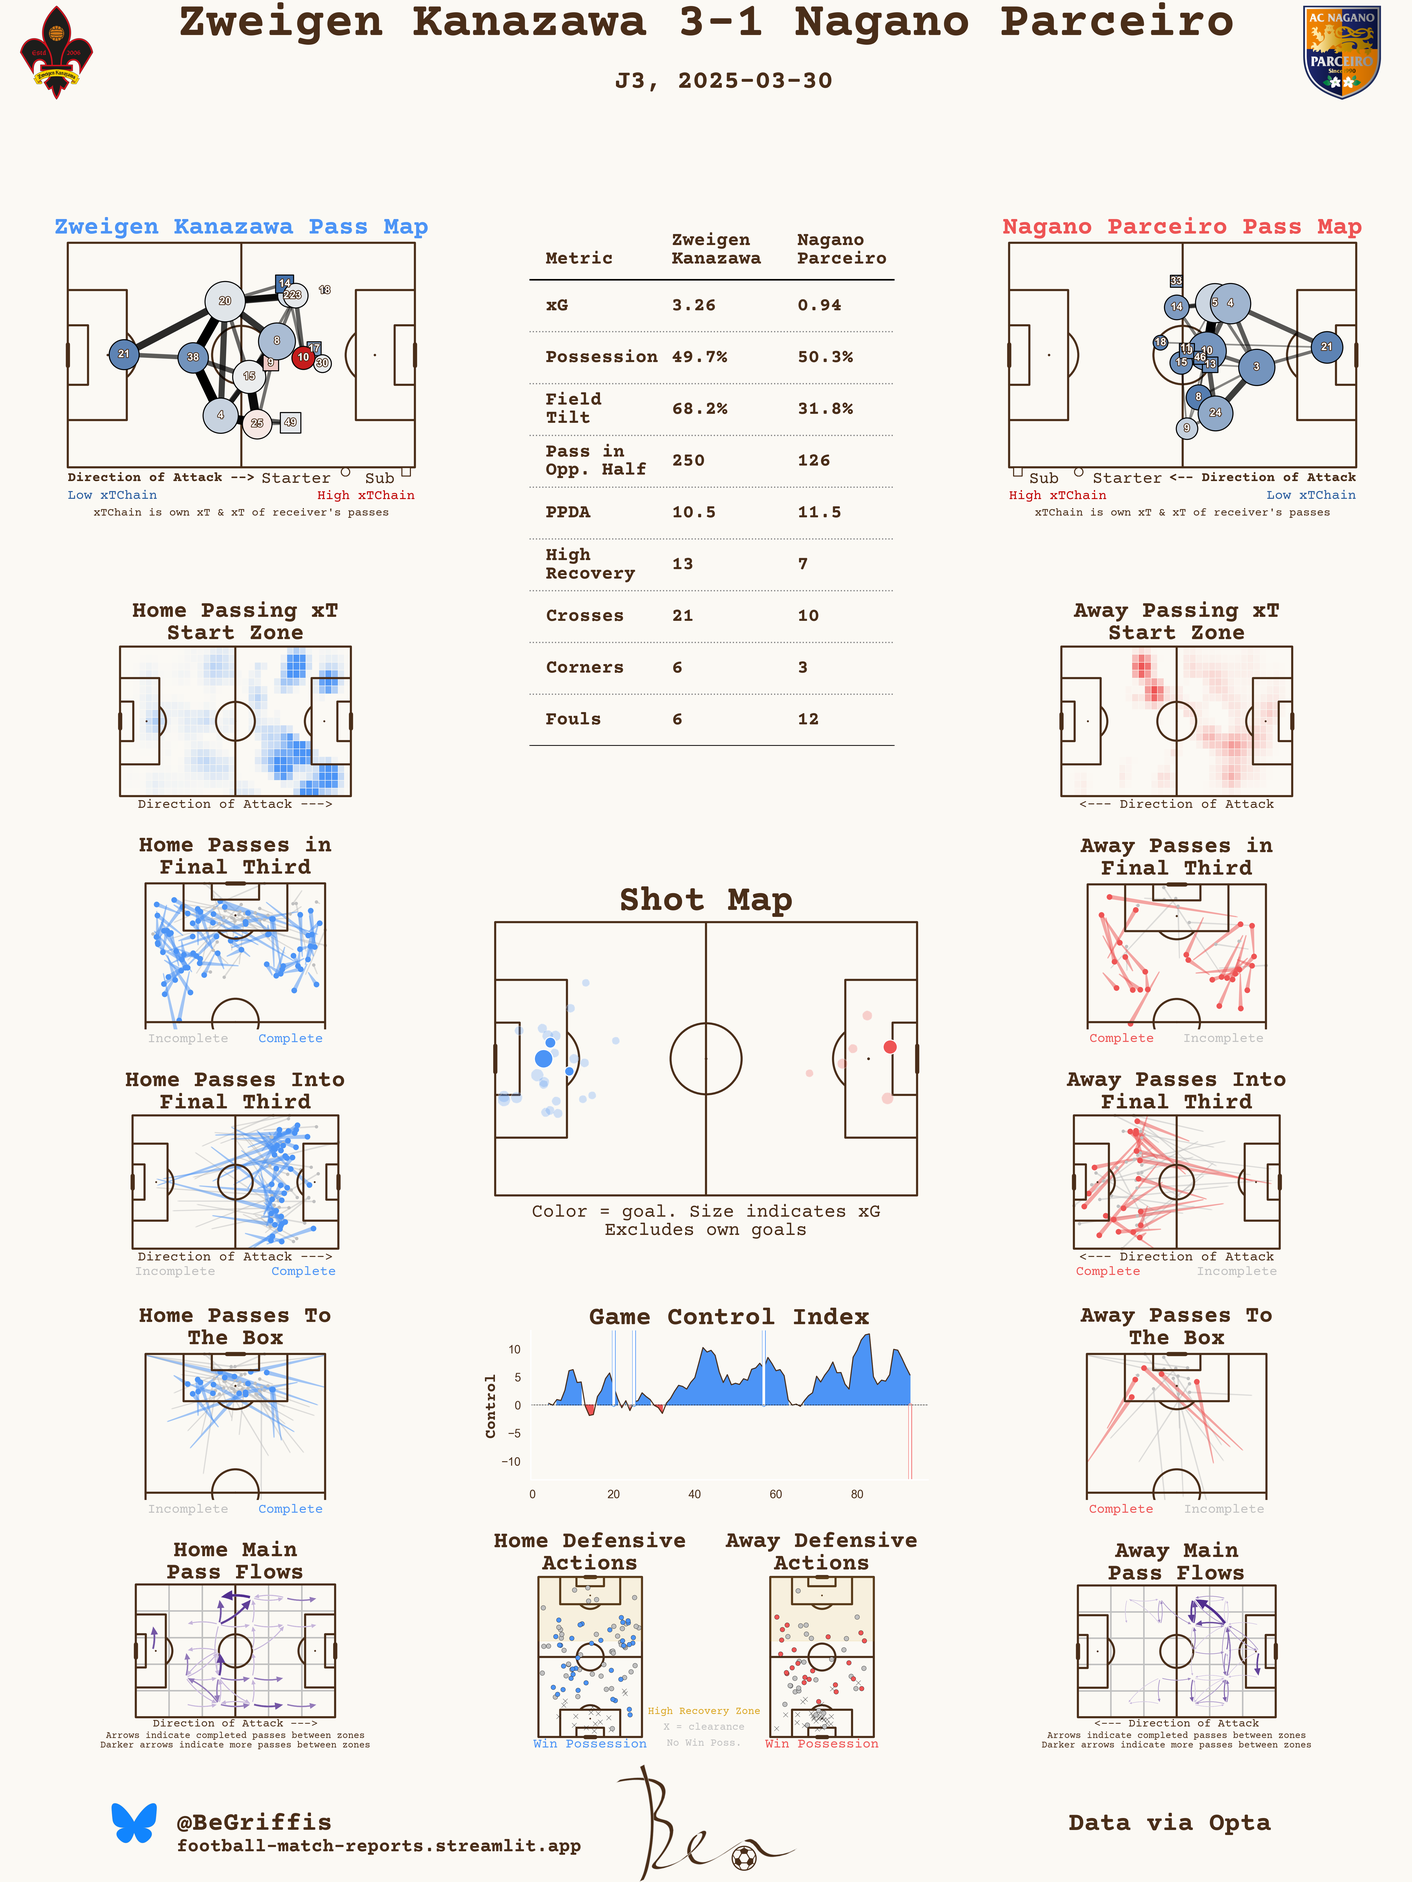 Zweigen Kanazawa 3-1 Nagano Parceiro
J3, 2025-03-30
AC NAGANO
PARCEIRO
Zweigen Kanazawa
Zweigen Kanazawa Pass Map
21
38
20
4
8
15
25
9
10
14
17
30
18
49
Direction of Attack --> Starter Sub
Low xTChain High xTChain
xTChain is own xT & xT of receiver's passes
Metric Zweigen Kanazawa Nagano Parceiro
xG 3.26 0.94
Possession 49.7% 50.3%
Field Tilt 68.2% 31.8%
Pass in Opp. Half 250 126
PPDA 10.5 11.5
High Recovery 13 7
Crosses 21 10
Corners 6 3
Fouls 6 12
Nagano Parceiro Pass Map
33
14
5
4
18
10
15
46
13
3
21
8
24
9
Sub Starter <-- Direction of Attack
High xTChain Low xTChain
xTChain is own xT & xT of receiver's passes
Home Passing xT
Start Zone
Direction of Attack --->
Away Passing xT
Start Zone
<--- Direction of Attack
Home Passes in
Final Third
Incomplete Complete
Away Passes in
Final Third
Complete Incomplete
Shot Map
Color = goal. Size indicates xG
Excludes own goals
Home Passes Into
Final Third
Direction of Attack --->
Incomplete Complete
Away Passes Into
Final Third
<--- Direction of Attack
Complete Incomplete
Home Passes To
The Box
Incomplete Complete
Game Control Index
Control
10
5
0
−5
−10
0 20 40 60 80
Away Passes To
The Box
Complete Incomplete
Home Main
Pass Flows
Direction of Attack --->
Arrows indicate completed passes between zones
Darker arrows indicate more passes between zones
Home Defensive
Actions
Win Possession
High Recovery Zone
X = clearance
No Win Poss.
Away Defensive
Actions
Win Possession
Away Main
Pass Flows
<--- Direction of Attack
Arrows indicate completed passes between zones
Darker arrows indicate more passes between zones
@BeGriffis
football-match-reports.streamlit.app
Ben
Data via Opta